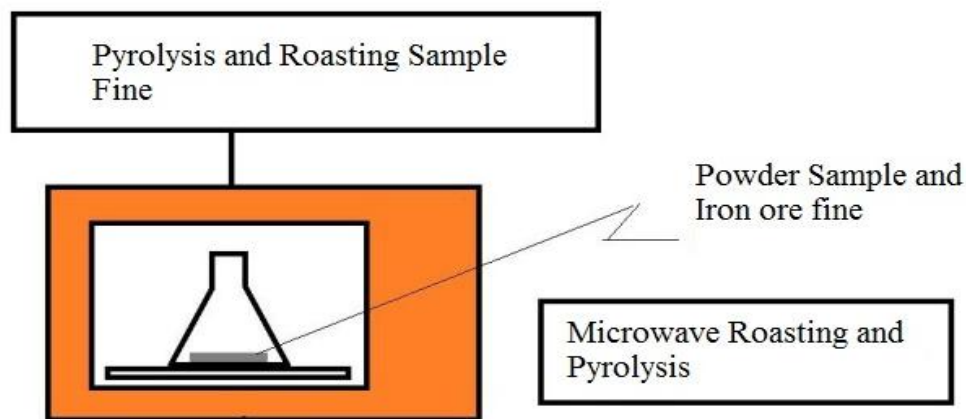 Pyrolysis and Roasting Sample
Fine
Powder Sample and
Iron ore fine
Microwave Roasting and
Pyrolysis